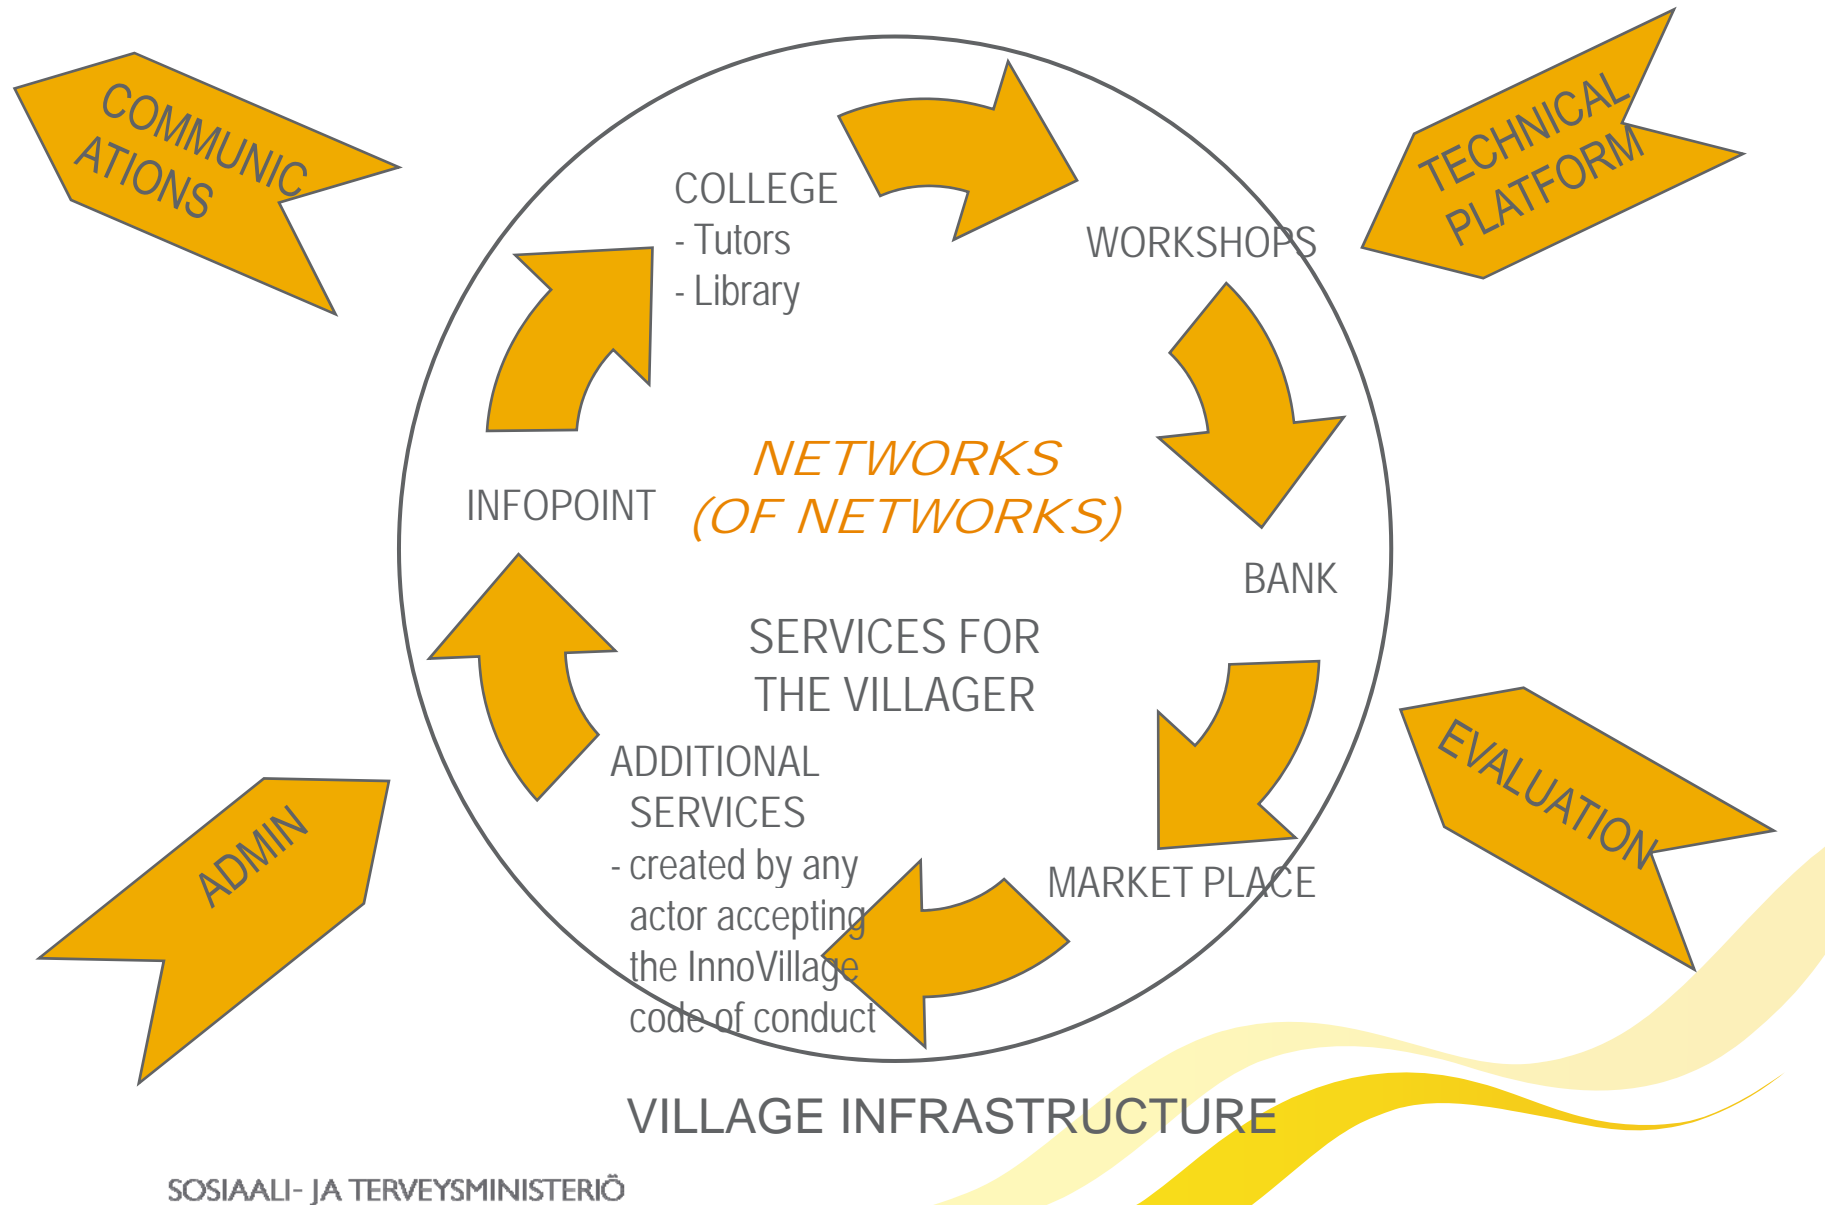 COMMUNIC
ATIONS
TECHNICAL
PLATFORM
COLLEGE
- Tutors
- Library
WORKSHOPS
NETWORKS
(OF NETWORKS)
INFOPOINT
BANK
SERVICES FOR
THE VILLAGER
ADDITIONAL
SERVICES
- created by any
actor accepting
the InnoVillage
code of conduct
MARKET PLACE
EVALUATION
ADMIN
VILLAGE INFRASTRUCTURE
SOSIAALI- JA TERVEYSMINISTERIÖ